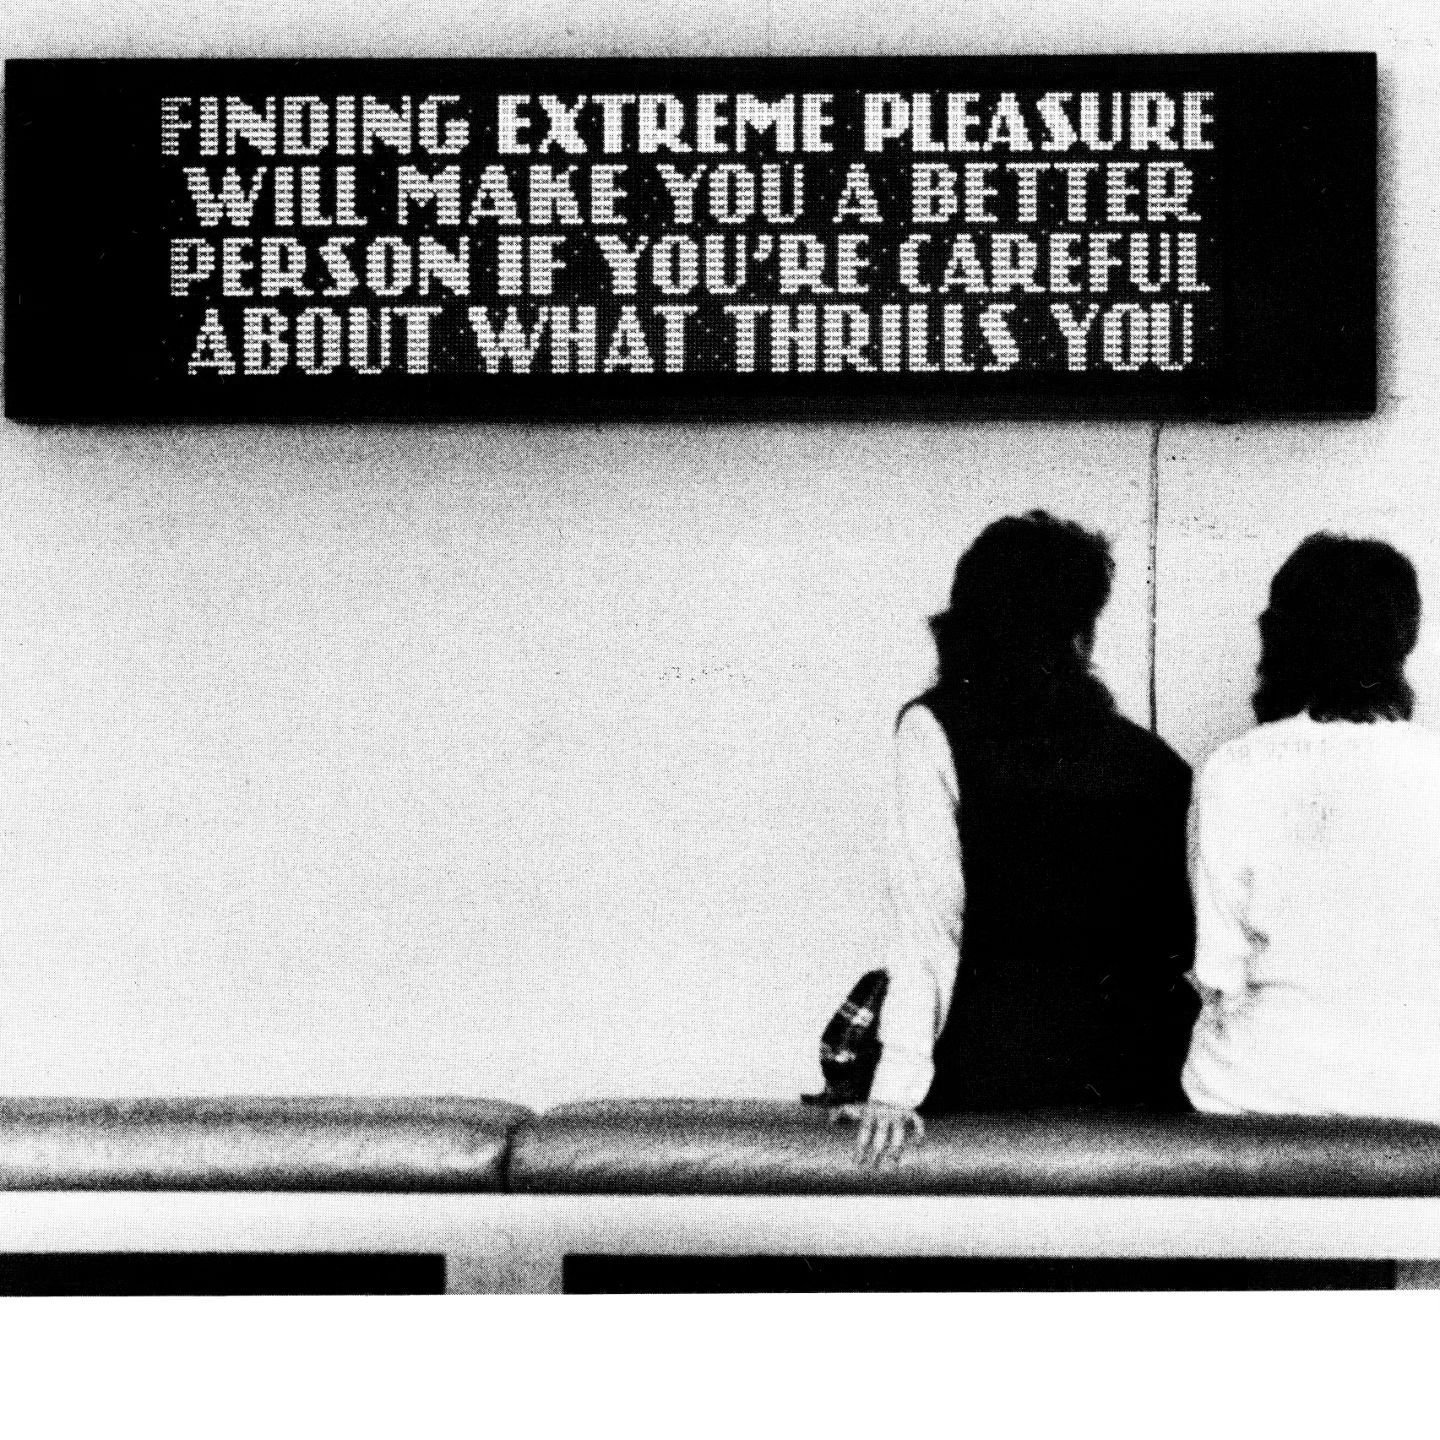 FINDING EXTREME PLEASURE
WILL MAKE YOU A BETTER
PERSON IF YOU'RE CAREFUL
ABOUT WHAT THRILLS YOU